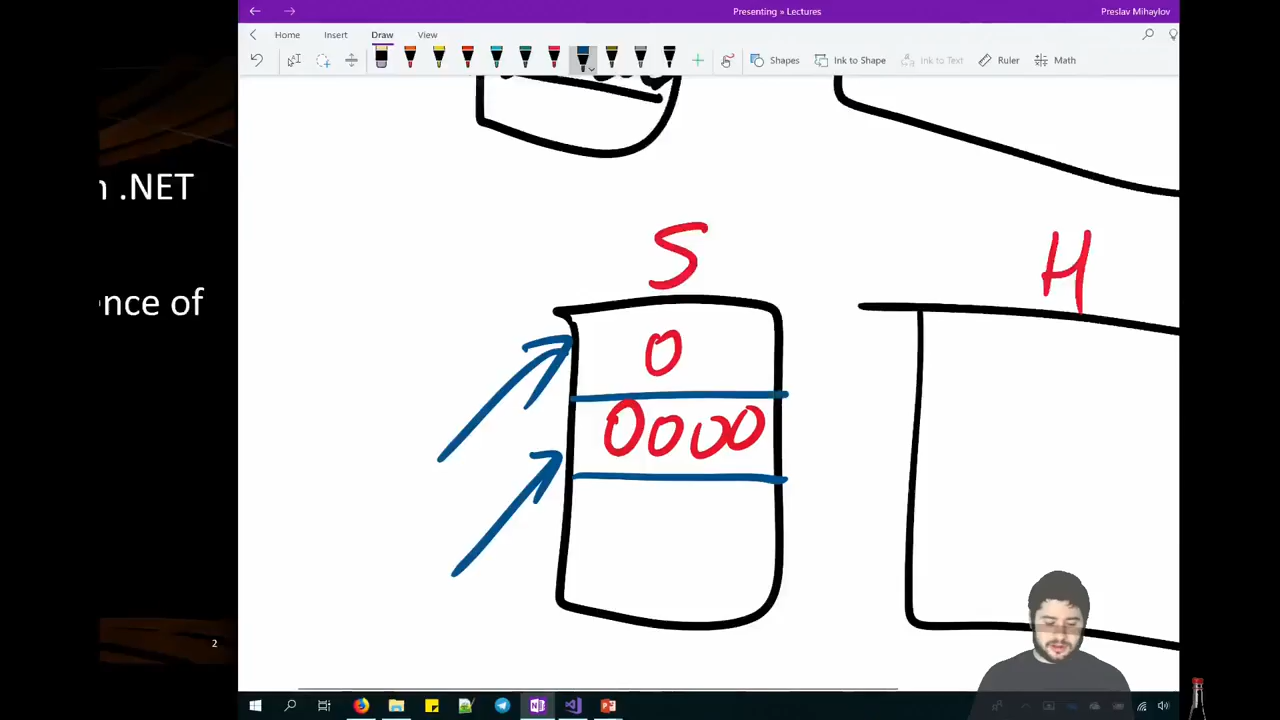 Presenting » Lectures
Preslav Mihaylov
Home Insert Draw View
Shapes Ink to Shape Ink to Text Ruler Math
.NET
nce of
S
H
0
0000
2